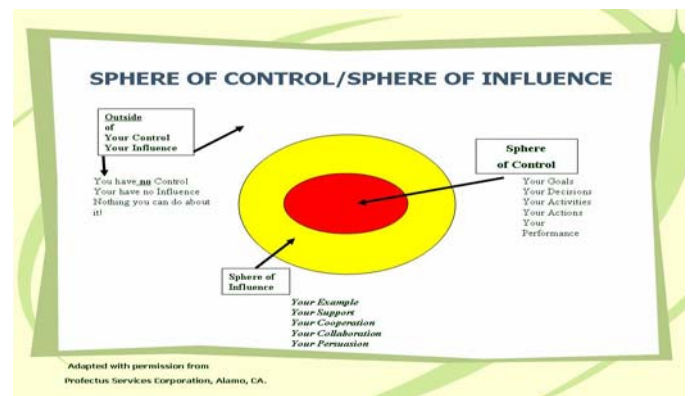 SPHERE OF CONTROL/SPHERE OF INFLUENCE
Outside
of
Your Control
Your Influence
You have no Control
Your have no Influence
Nothing you can do about
it!
Sphere
of Control
Your Goals
Your Decisions
Your Activities
Your Actions
Your
Performance
Sphere of
Influence
Your Example
Your Support
Your Cooperation
Your Collaboration
Your Persuasion
Adapted with permission from
Profectus Services Corporation, Alamo, CA.